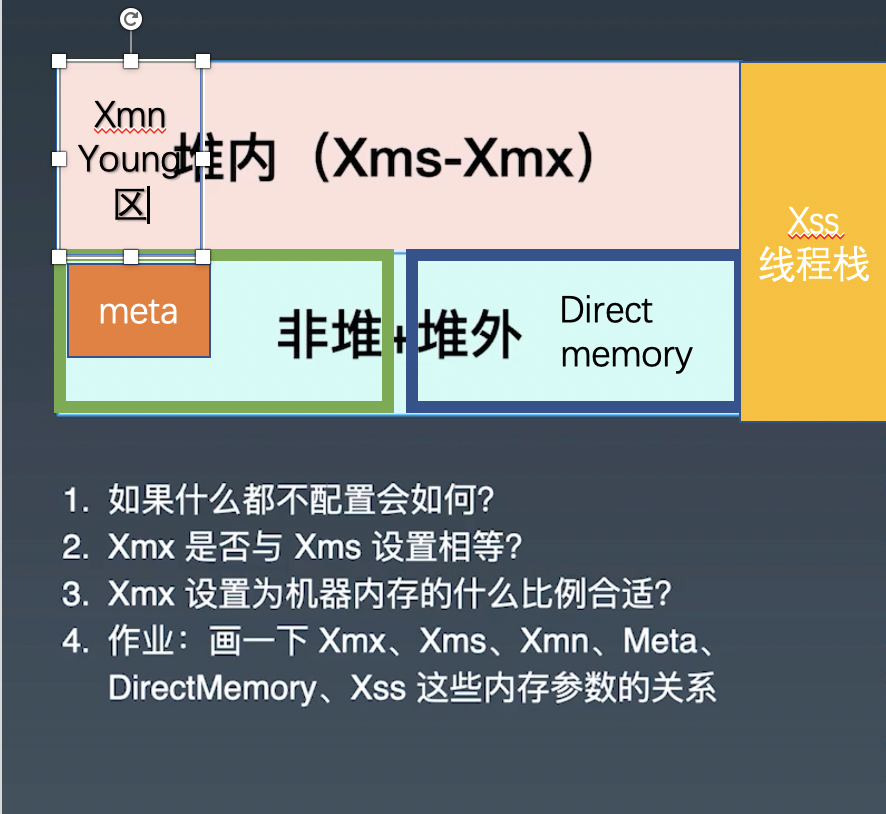 Xmn
Young
区
堆内（Xms-Xmx）
Xss
线程栈
meta
非堆+堆外
Direct
memory
1. 如果什么都不配置会如何？
2. Xmx 是否与 Xms 设置相等？
3. Xmx 设置为机器内存的什么比例合适？
4. 作业：画一下 Xmx、Xms、Xmn、Meta、
DirectMemory、Xss 这些内存参数的关系